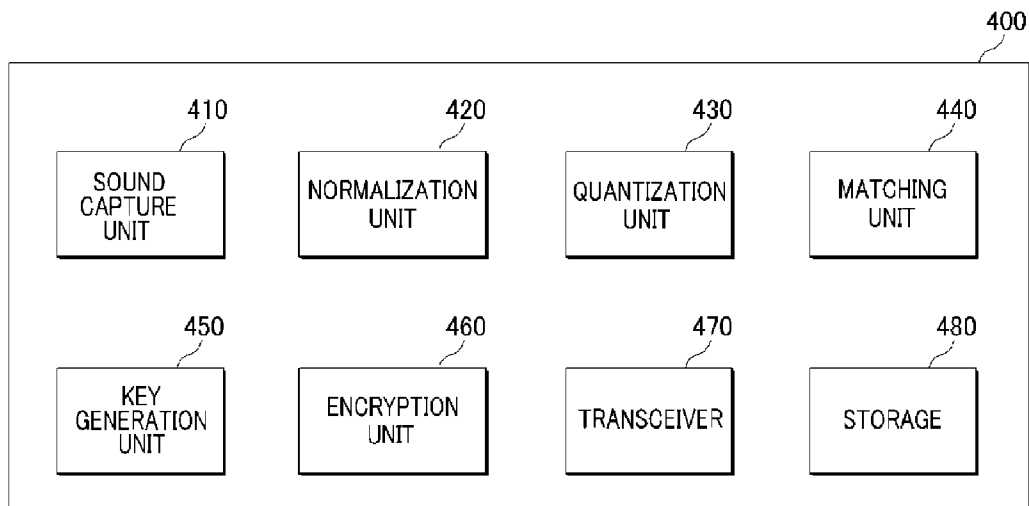 400
410
420
430
440
SOUND
CAPTURE
UNIT
NORMALIZATION
UNIT
QUANTIZATION
UNIT
MATCHING
UNIT
450
460
470
480
KEY
GENERATION
UNIT
ENCRYPTION
UNIT
TRANSCEIVER
STORAGE